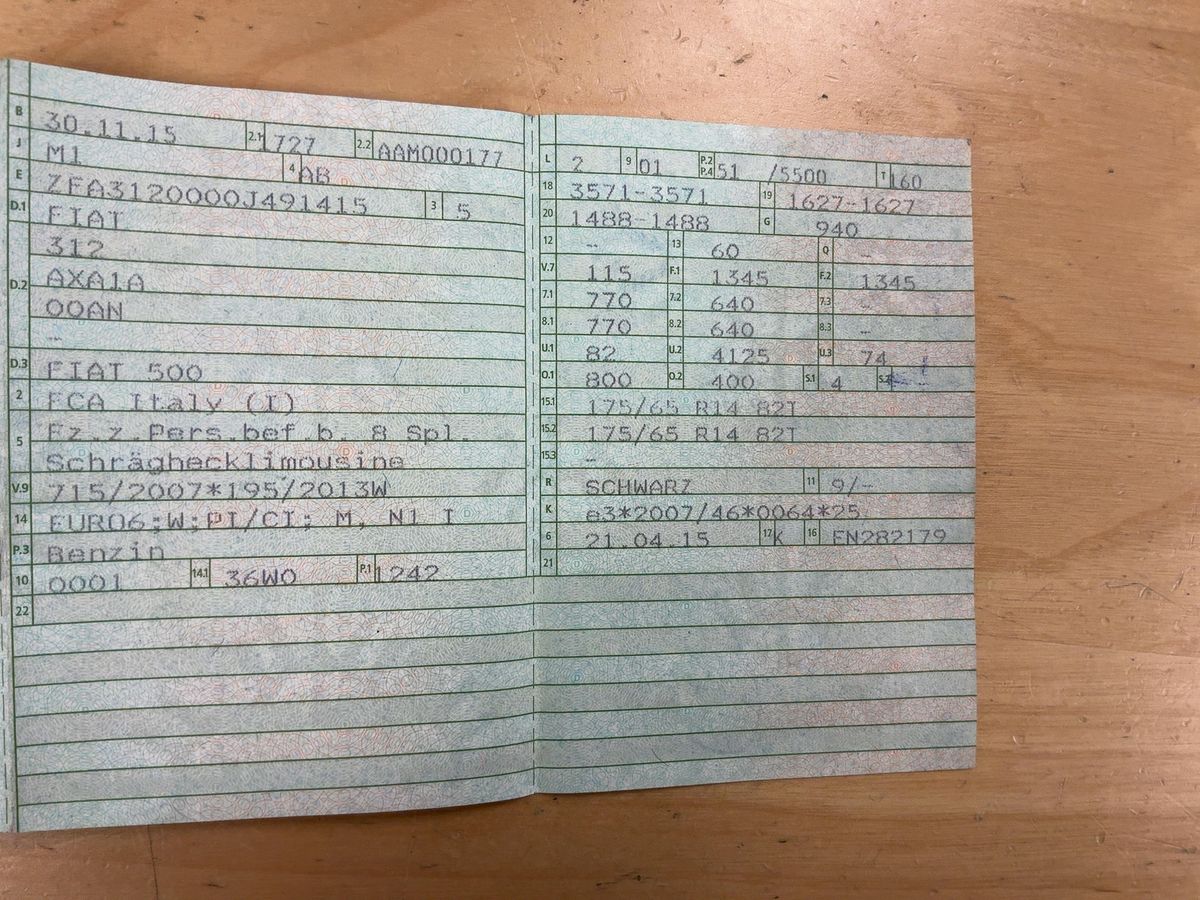 B 30.11.15 2.1 1727 2.2 AAM000177
J M1 4 AB
E ZFA3120000J491415 3 5
D.1 FIAT
312
D.2 AXA1A
00AN
-
D.3 FIAT 500
2 FCA Italy (I)
5 Fz.z.Pers.bef.b. 8 Spl.
Schräghecklimousine
V.9 715/2007*195/2013W
14 EURO6;W;PI/CI; M, N1 I
P.3 Benzin
10 0001 14.1 36W0 P.1 1242
22
L 2 9 01 P.2 P.4 51 /5500 T 160
18 3571-3571 19 1627-1627
20 1488-1488 G 940
12 - 13 60 Q -
V.7 115 F.1 1345 F.2 1345
7.1 770 7.2 640 7.3 -
8.1 770 8.2 640 8.3 -
U.1 82 U.2 4125 U.3 74
O.1 800 O.2 400 S.1 4 S.2
15.1 175/65 R14 82T
15.2 175/65 R14 82T
15.3 -
R SCHWARZ 11 9/-
K e3*2007/46*0064*25
6 21.04.15 17 K 16 FN282179
21